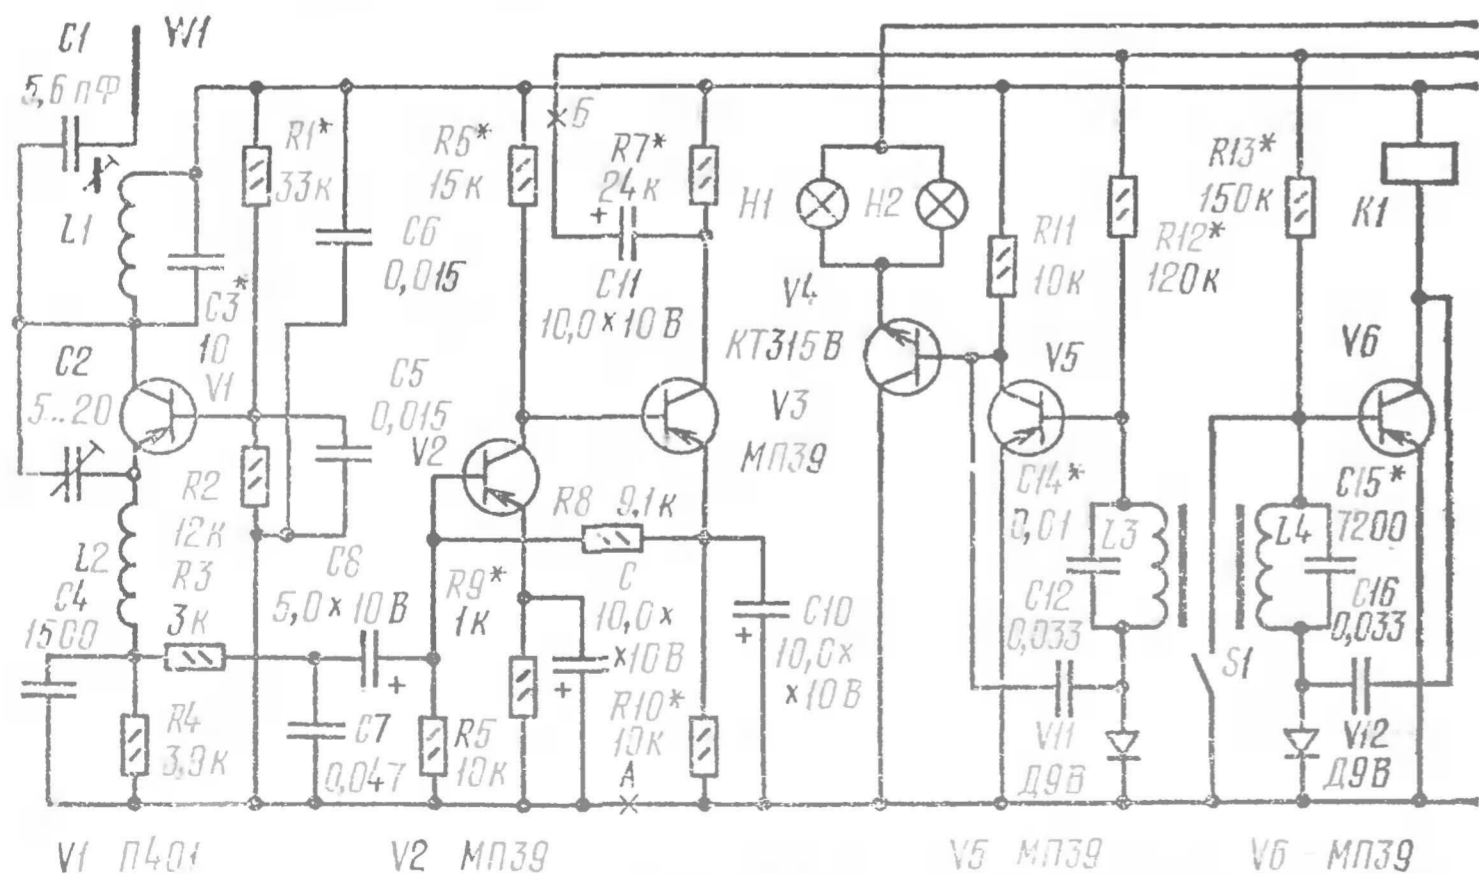 C1
W1
5,6 пФ
L1
R1*
33к
C3*
10
C2
5...20
V1
C6
0,015
C5
0,015
R6*
15к
Б
R7*
24к
+
C11
10,0 × 10 В
V2
V3
МП39
H1
H2
V4
КТ315В
R11
10к
R12*
120к
V5
R13*
150к
K1
V6
R2
12к
L2
C4
1500
R3
3к
C8
5,0 × 10 В
+
R8
9,1к
R9*
1к
C
10,0 ×
× 10 В
+
C10
10,0 ×
× 10 В
+
R4
3,9к
C7
0,047
R5
10к
R10*
10к
А
C14*
0,01
L3
C12
0,033
V11
Д9В
S1
L4
C15*
7200
C16
0,033
V12
Д9В
V1 П401
V2 МП39
V5 МП39
V6 - МП39